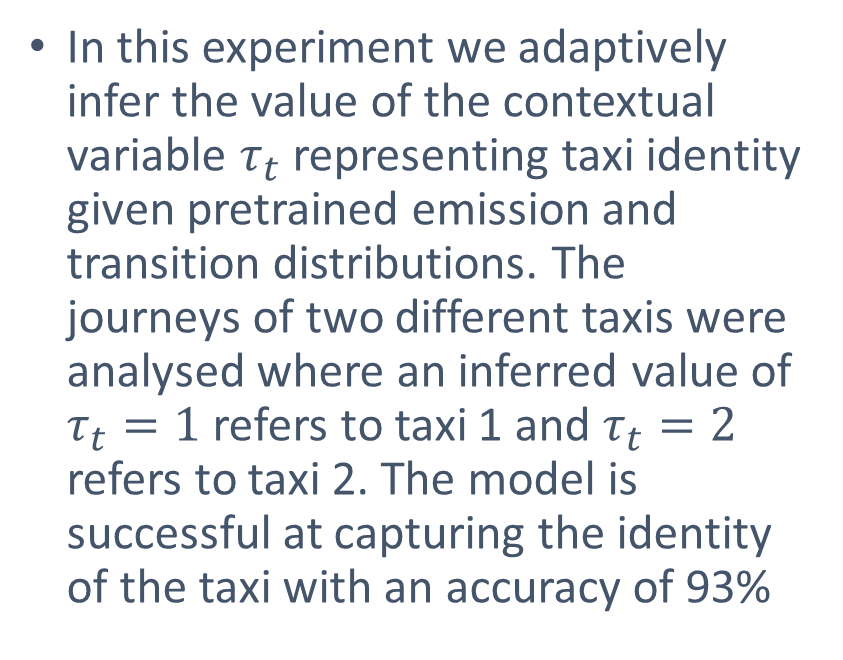 • In this experiment we adaptively
infer the value of the contextual
variable τₜ representing taxi identity
given pretrained emission and
transition distributions. The
journeys of two different taxis were
analysed where an inferred value of
τₜ = 1 refers to taxi 1 and τₜ = 2
refers to taxi 2. The model is
successful at capturing the identity
of the taxi with an accuracy of 93%